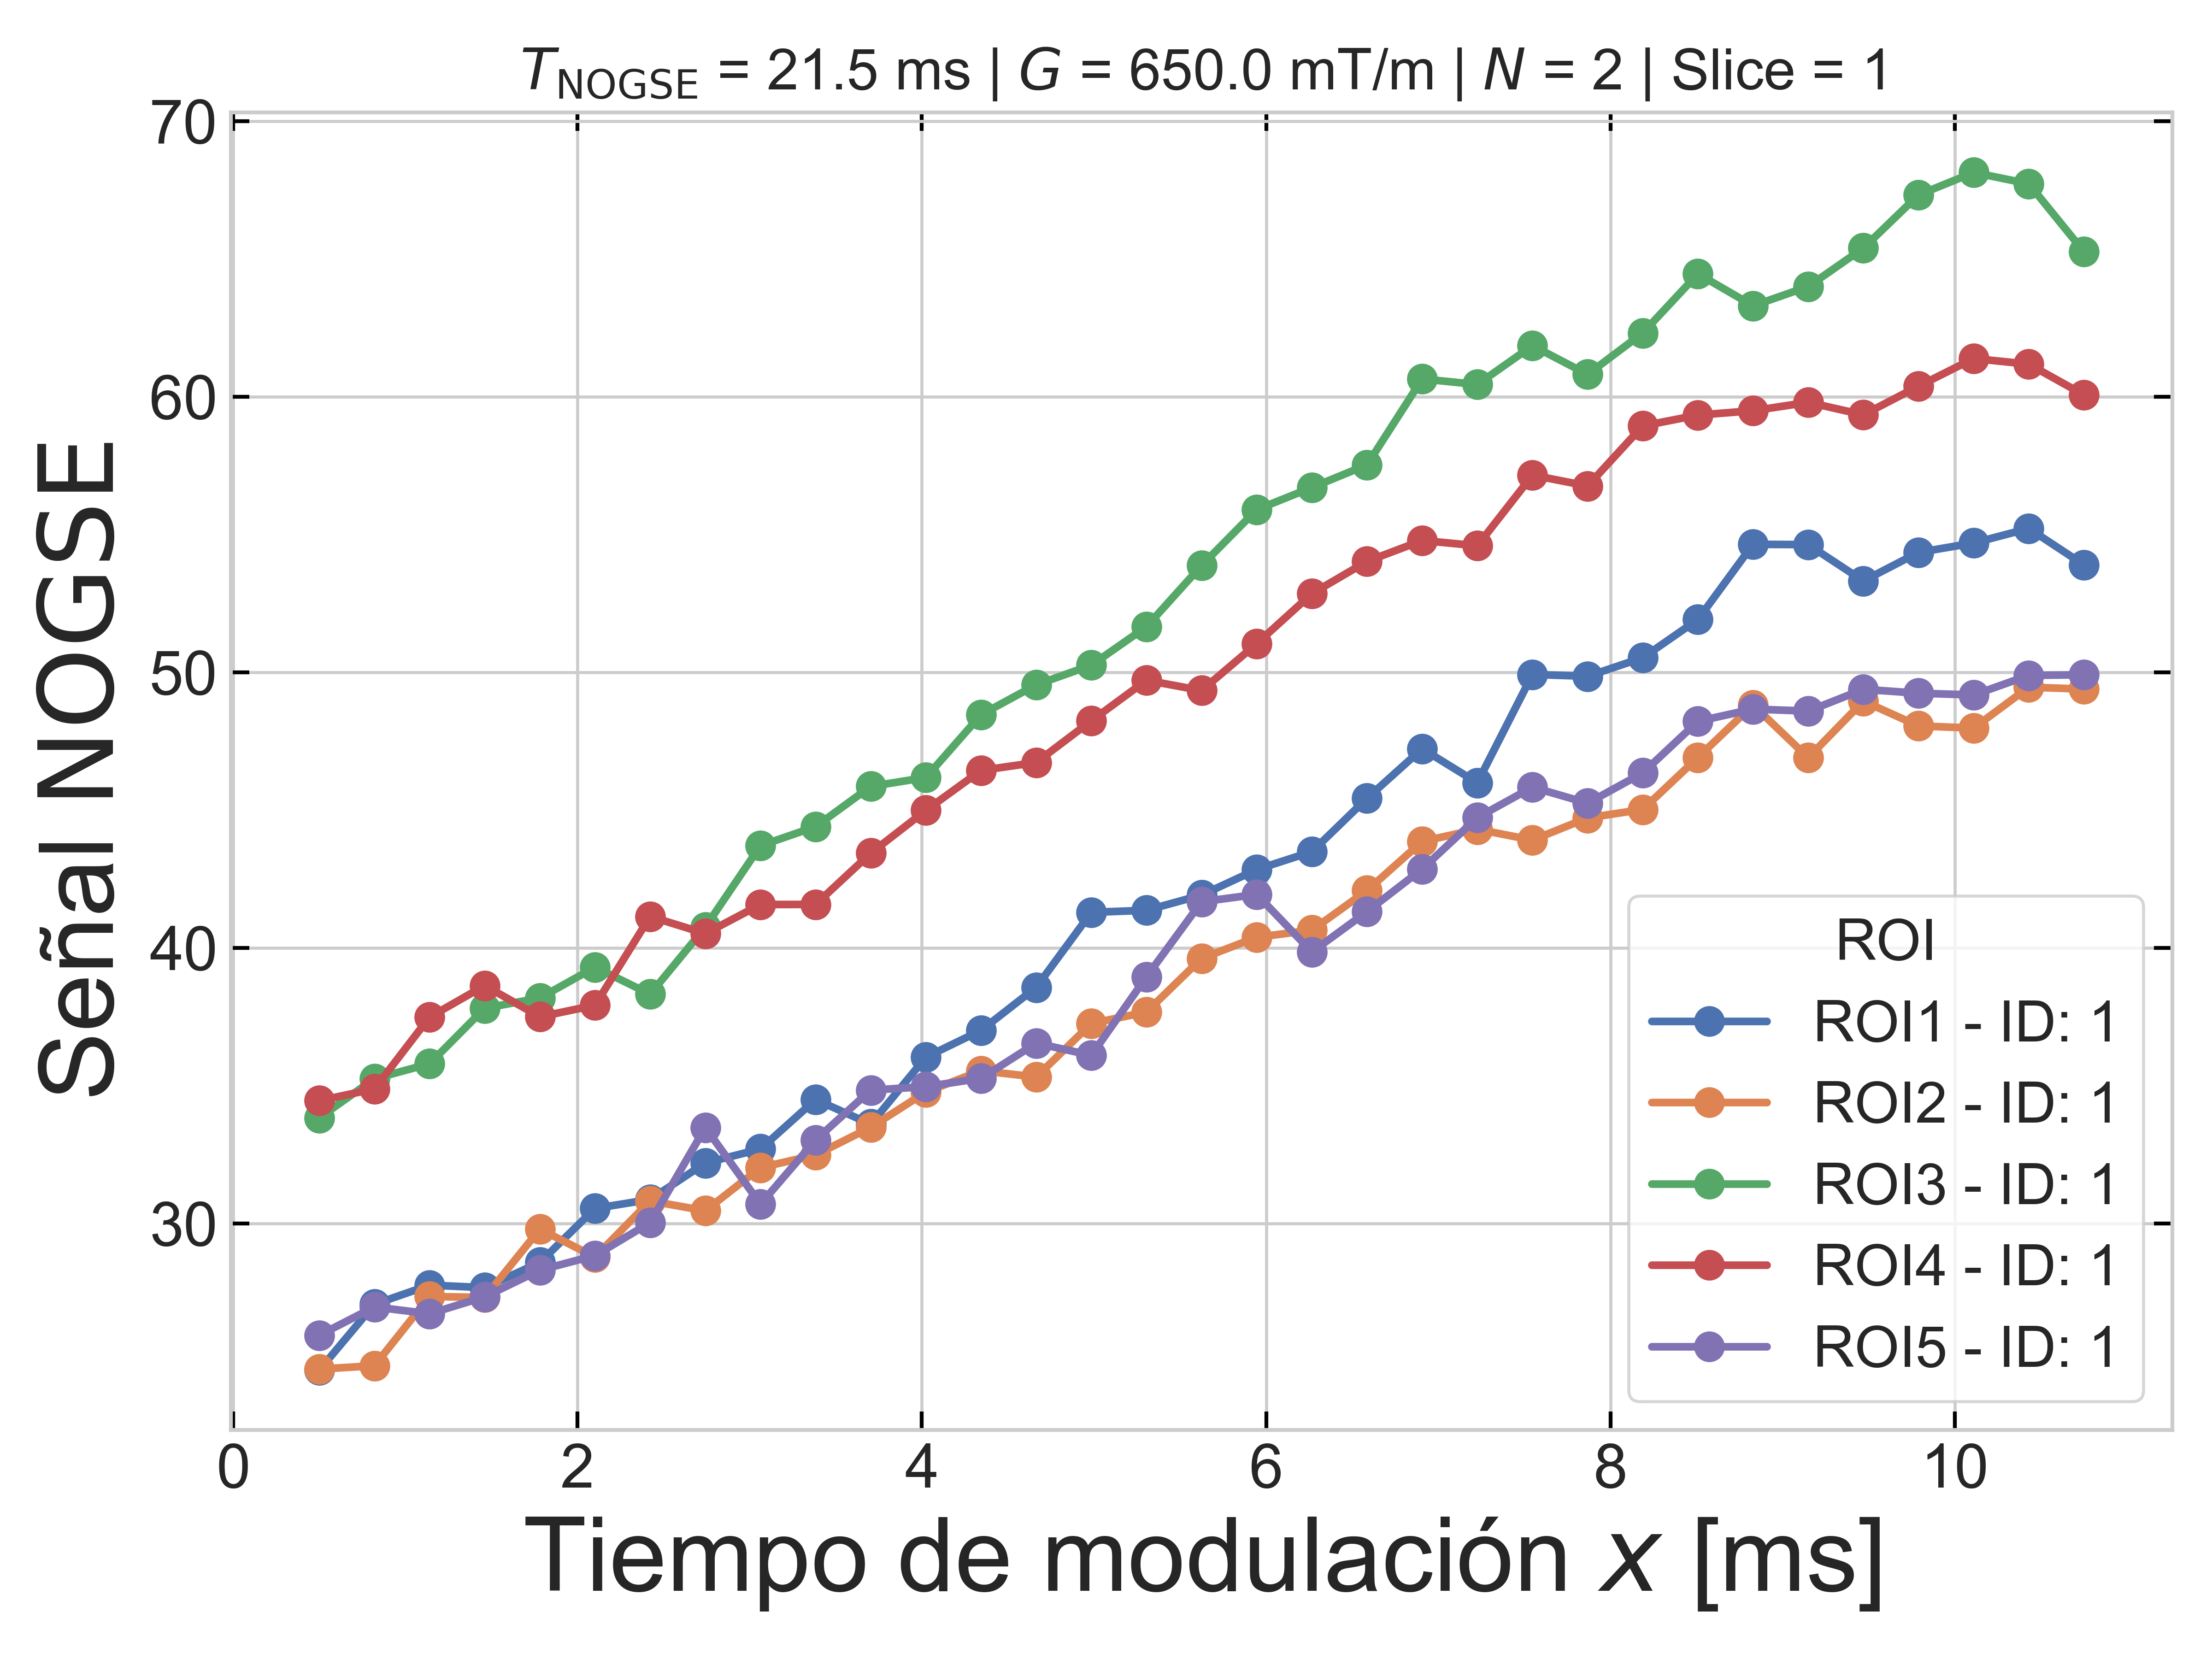 T_NOGSE = 21.5 ms | G = 650.0 mT/m | N = 2 | Slice = 1
70
60
50
40
30
Señal NOGSE
0 2 4 6 8 10
Tiempo de modulación x [ms]
ROI
ROI1 - ID: 1
ROI2 - ID: 1
ROI3 - ID: 1
ROI4 - ID: 1
ROI5 - ID: 1